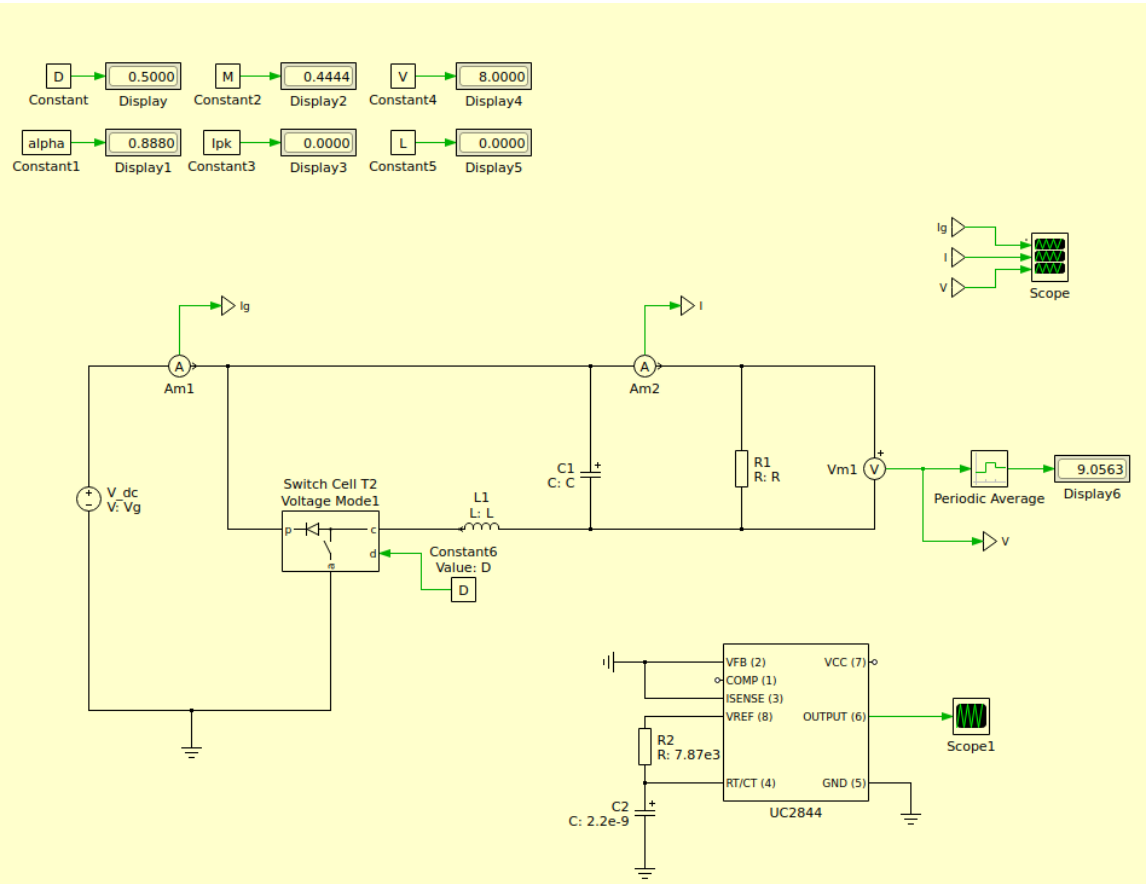 D 0.5000 M 0.4444 V 8.0000
Constant Display Constant2 Display2 Constant4 Display4
alpha 0.8880 Ipk 0.0000 L 0.0000
Constant1 Display1 Constant3 Display3 Constant5 Display5
Ig
I
V
Scope
Ig
I
A
Am1
A
Am2
V_dc
V: Vg
Switch Cell T2
Voltage Mode1
p
c
d
a
L1
L: L
C1
C: C
R1
R: R
Vm1
V
Periodic Average
9.0563
Display6
V
Constant6
Value: D
D
VFB (2) VCC (7)
COMP (1)
ISENSE (3)
VREF (8) OUTPUT (6)
RT/CT (4) GND (5)
UC2844
Scope1
R2
R: 7.87e3
C2
C: 2.2e-9